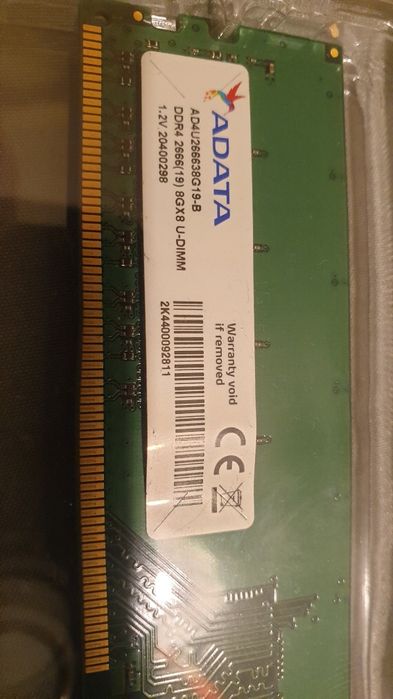 ADATA
AD4U266638G19-B
DDR4 2666(19) 8GX8 U-DIMM
1.2V 20400298
2K4400092811
Warranty void
if removed
CE